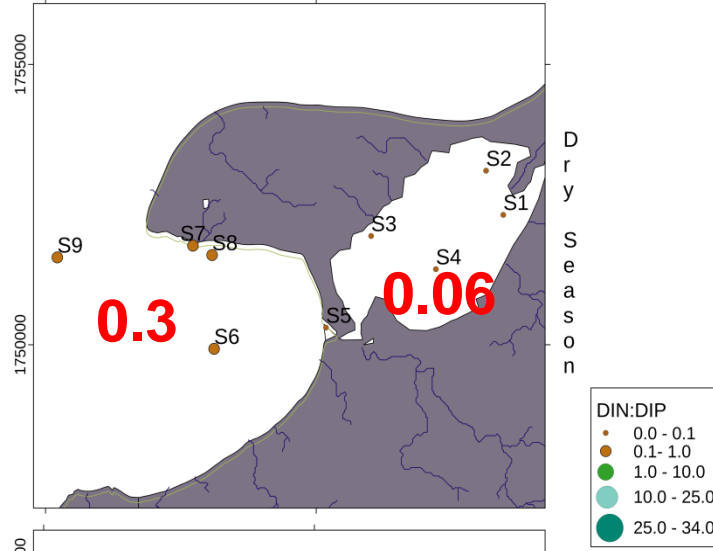 1755000
S2
S1
S3
S7
S8
S9
S4
0.3
0.06
S5
S6
1750000
Dry Season
DIN:DIP
0.0 - 0.1
0.1- 1.0
1.0 - 10.0
10.0 - 25.0
25.0 - 34.0
00